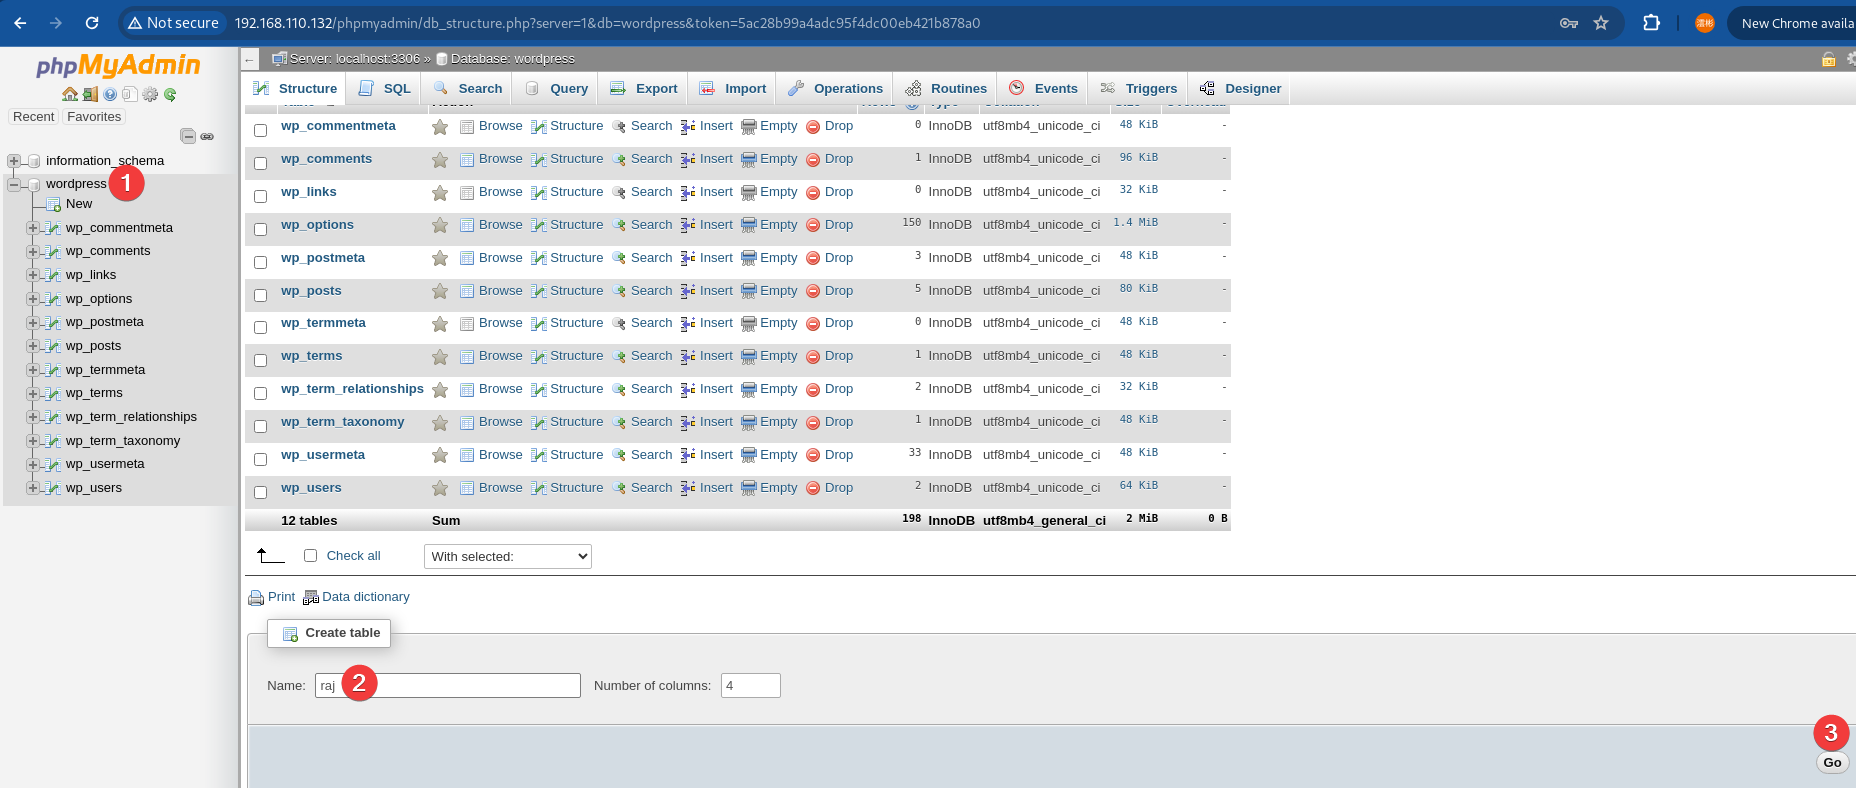 Not secure 192.168.110.132/phpmyadmin/db_structure.php?server=1&db=wordpress&token=5ac28b99a4adc95f4dc00eb421b878a0 New Chrome availa
phpMyAdmin
Recent Favorites
information_schema
wordpress 1
New
wp_commentmeta
wp_comments
wp_links
wp_options
wp_postmeta
wp_posts
wp_termmeta
wp_terms
wp_term_relationships
wp_term_taxonomy
wp_usermeta
wp_users
Server: localhost:3306 » Database: wordpress
Structure SQL Search Query Export Import Operations Routines Events Triggers Designer
wp_commentmeta Browse Structure Search Insert Empty Drop 0 InnoDB utf8mb4_unicode_ci 48 KiB -
wp_comments Browse Structure Search Insert Empty Drop 1 InnoDB utf8mb4_unicode_ci 96 KiB -
wp_links Browse Structure Search Insert Empty Drop 0 InnoDB utf8mb4_unicode_ci 32 KiB -
wp_options Browse Structure Search Insert Empty Drop 150 InnoDB utf8mb4_unicode_ci 1.4 MiB -
wp_postmeta Browse Structure Search Insert Empty Drop 3 InnoDB utf8mb4_unicode_ci 48 KiB -
wp_posts Browse Structure Search Insert Empty Drop 5 InnoDB utf8mb4_unicode_ci 80 KiB -
wp_termmeta Browse Structure Search Insert Empty Drop 0 InnoDB utf8mb4_unicode_ci 48 KiB -
wp_terms Browse Structure Search Insert Empty Drop 1 InnoDB utf8mb4_unicode_ci 48 KiB -
wp_term_relationships Browse Structure Search Insert Empty Drop 2 InnoDB utf8mb4_unicode_ci 32 KiB -
wp_term_taxonomy Browse Structure Search Insert Empty Drop 1 InnoDB utf8mb4_unicode_ci 48 KiB -
wp_usermeta Browse Structure Search Insert Empty Drop 33 InnoDB utf8mb4_unicode_ci 48 KiB -
wp_users Browse Structure Search Insert Empty Drop 2 InnoDB utf8mb4_unicode_ci 64 KiB -
12 tables Sum 198 InnoDB utf8mb4_general_ci 2 MiB 0 B
Check all With selected:
Print Data dictionary
Create table
Name: raj 2 Number of columns: 4
3
Go